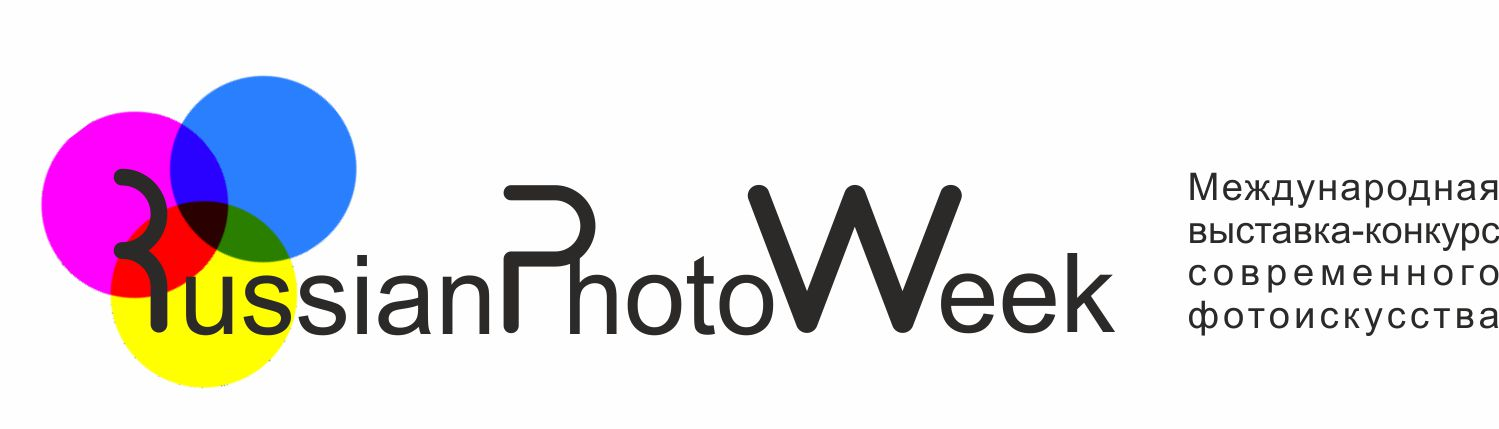 RussianPhotoWeek
Международная
выставка-конкурс
современного
фотоискусства